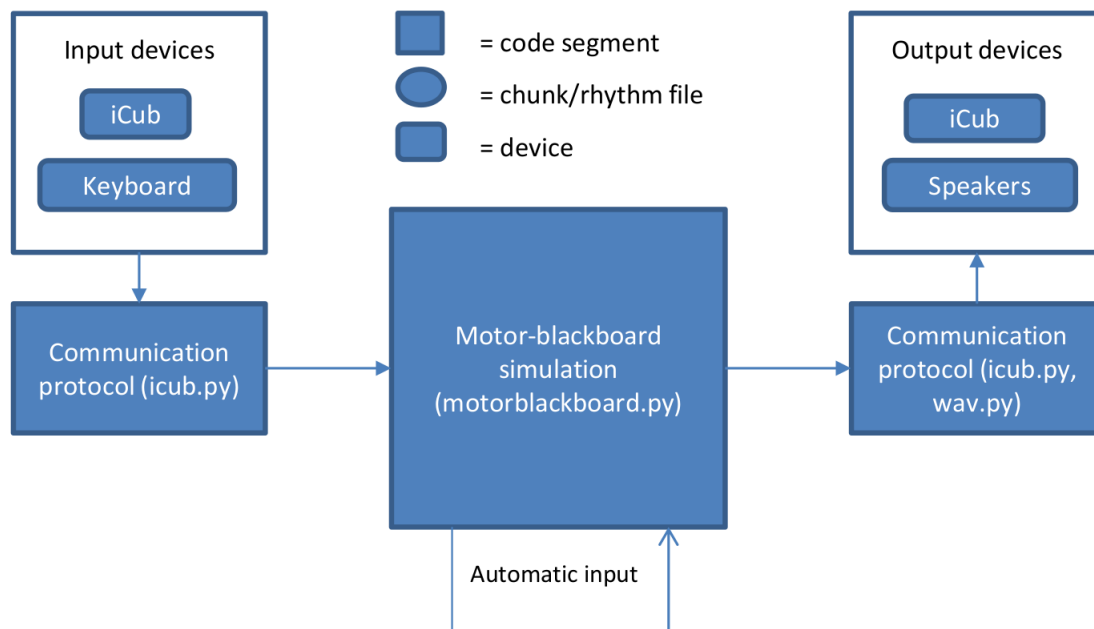 Input devices
iCub
Keyboard
= code segment
= chunk/rhythm file
= device
Output devices
iCub
Speakers
Communication
protocol (icub.py)
Motor-blackboard
simulation
(motorblackboard.py)
Communication
protocol (icub.py,
wav.py)
Automatic input